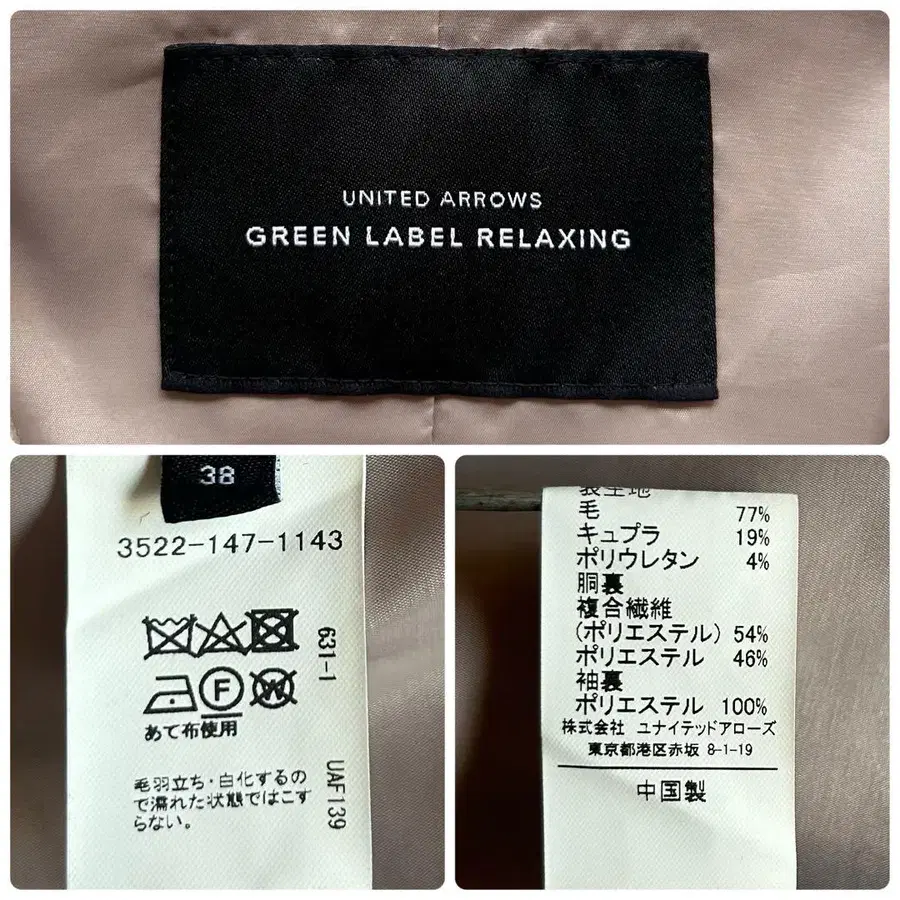 UNITED ARROWS
GREEN LABEL RELAXING
38
3522-147-1143
631-1
F
W
あて布使用
毛羽立ち・白化するの
で濡れた状態ではこす
らない。
UAF139
表生地
毛 77%
キュプラ 19%
ポリウレタン 4%
胴裏
複合繊維
(ポリエステル) 54%
ポリエステル 46%
袖裏
ポリエステル 100%
株式会社 ユナイテッドアローズ
東京都港区赤坂 8-1-19
中国製